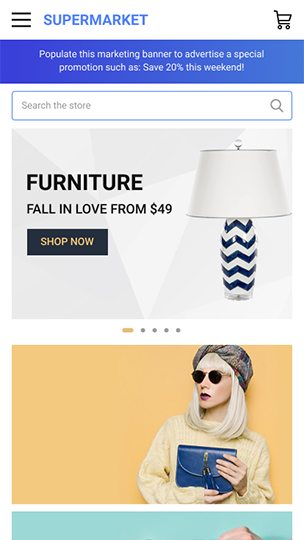 SUPERMARKET
Populate this marketing banner to advertise a special
promotion such as: Save 20% this weekend!
Search the store
FURNITURE
FALL IN LOVE FROM $49
SHOP NOW